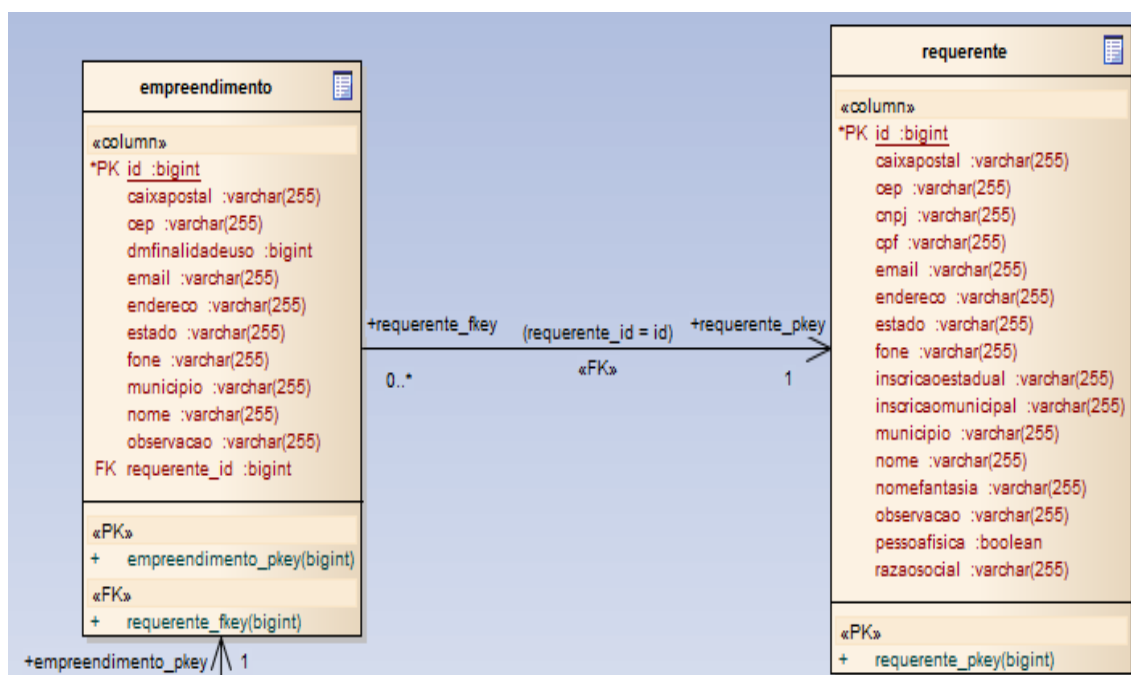 empreendimento
«column»
*PK id :bigint
caixapostal :varchar(255)
cep :varchar(255)
dmfinalidadeuso :bigint
email :varchar(255)
endereco :varchar(255)
estado :varchar(255)
fone :varchar(255)
municipio :varchar(255)
nome :varchar(255)
observacao :varchar(255)
FK requerente_id :bigint
«PK»
+ empreendimento_pkey(bigint)
«FK»
+ requerente_fkey(bigint)
+empreendimento_pkey 1
+requerente_fkey (requerente_id = id) +requerente_pkey
0..* «FK» 1
requerente
«column»
*PK id :bigint
caixapostal :varchar(255)
cep :varchar(255)
cnpj :varchar(255)
cpf :varchar(255)
email :varchar(255)
endereco :varchar(255)
estado :varchar(255)
fone :varchar(255)
inscricaoestadual :varchar(255)
inscricaomunicipal :varchar(255)
municipio :varchar(255)
nome :varchar(255)
nomefantasia :varchar(255)
observacao :varchar(255)
pessoafisica :boolean
razaosocial :varchar(255)
«PK»
+ requerente_pkey(bigint)